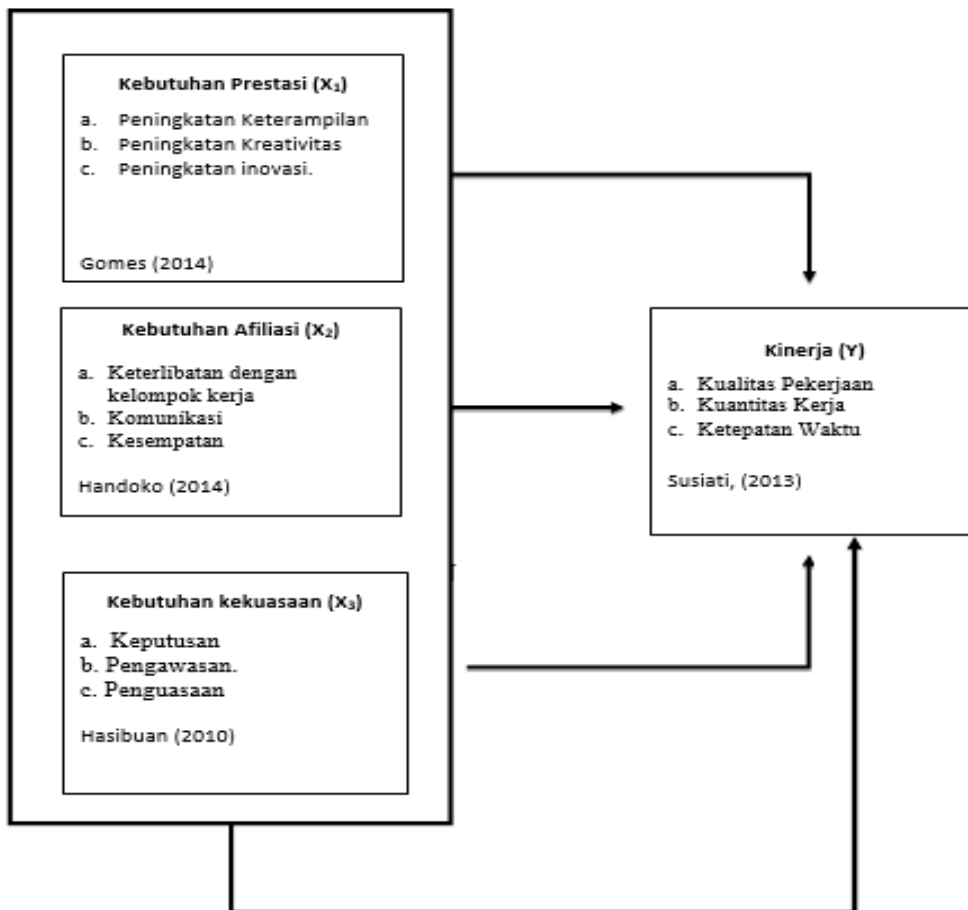 Kebutuhan Prestasi (X₁)
a. Peningkatan Keterampilan
b. Peningkatan Kreativitas
c. Peningkatan inovasi.
Gomes (2014)
Kebutuhan Afiliasi (X₂)
a. Keterlibatan dengan
kelompok kerja
b. Komunikasi
c. Kesempatan
Handoko (2014)
Kebutuhan kekuasaan (X₃)
a. Keputusan
b. Pengawasan.
c. Penguasaan
Hasibuan (2010)
Kinerja (Y)
a. Kualitas Pekerjaan
b. Kuantitas Kerja
c. Ketepatan Waktu
Susiati, (2013)